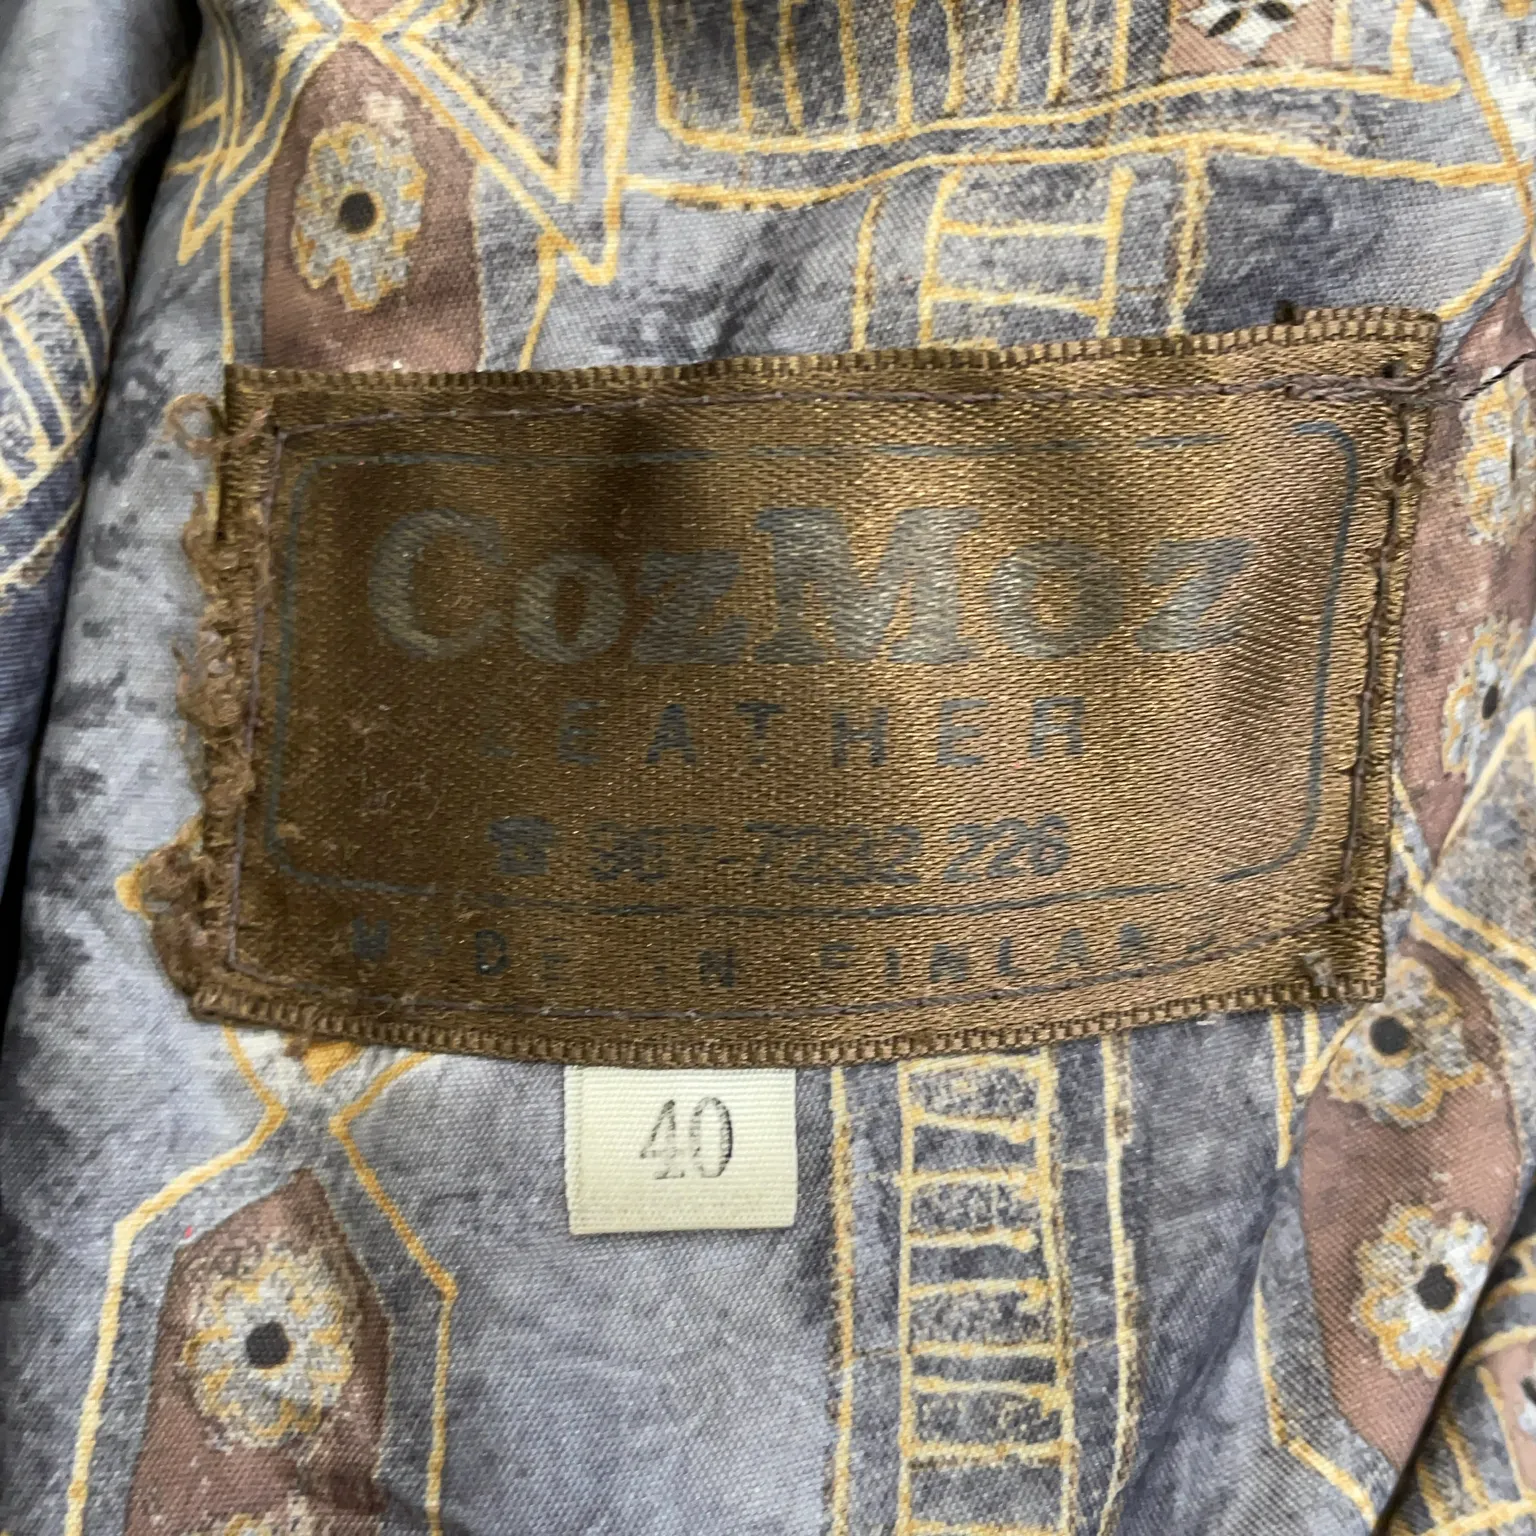 CozMoz
LEATHER
MADE IN FINLAND
40